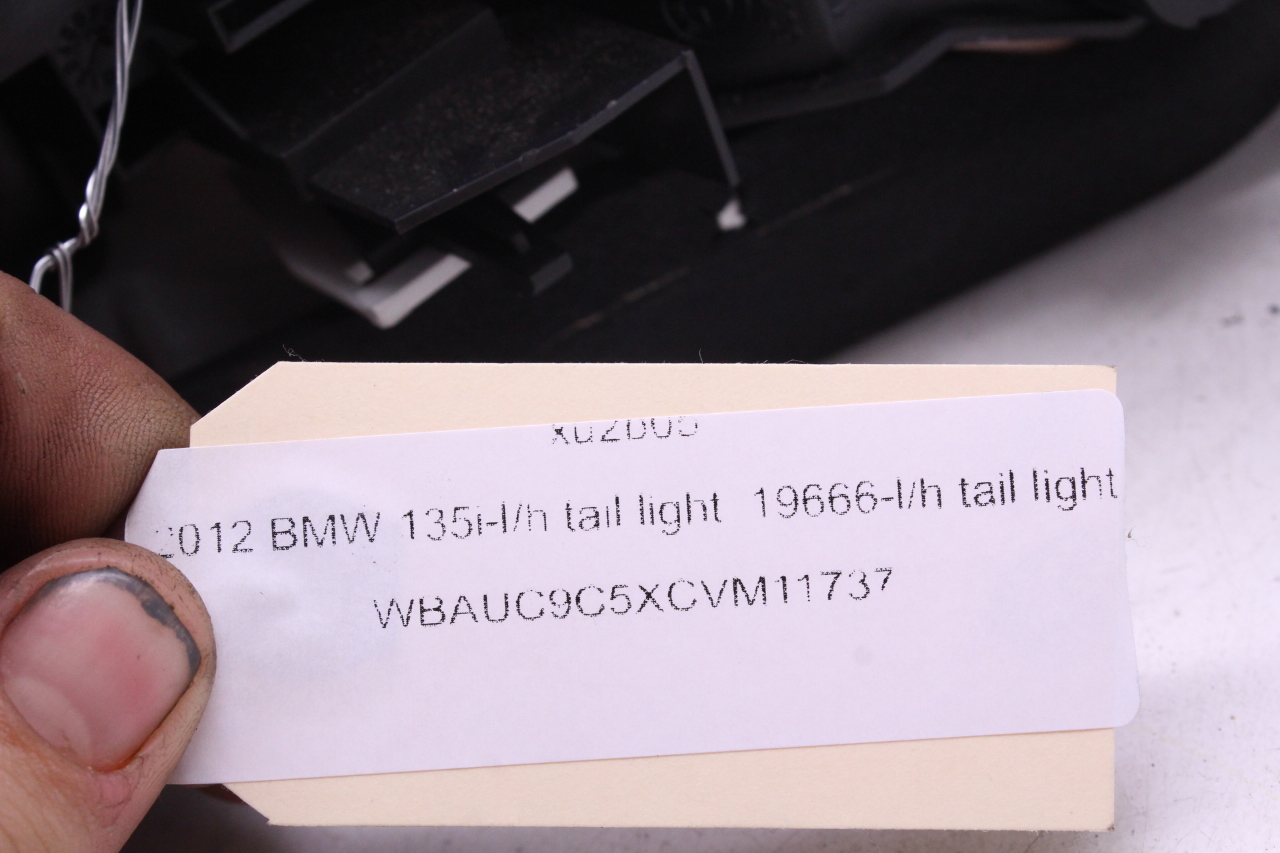 2012 BMW 135i-l/h tail light 19666-l/h tail light
WBAUC9C5XCVM11737